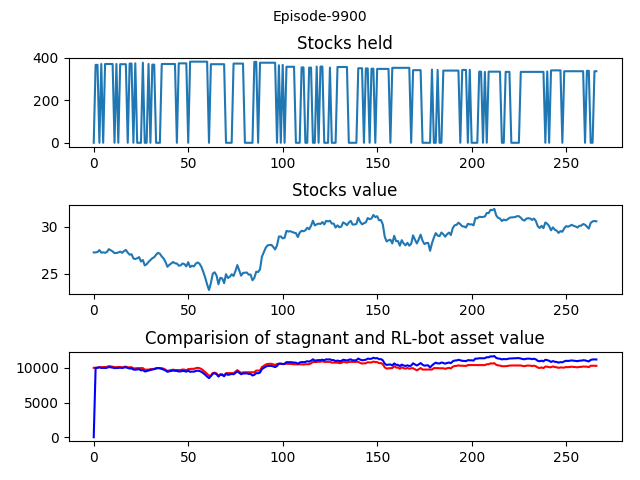 Episode-9900
Stocks held
400
200
0
0 50 100 150 200 250
Stocks value
30
25
0 50 100 150 200 250
Comparision of stagnant and RL-bot asset value
10000
5000
0
0 50 100 150 200 250